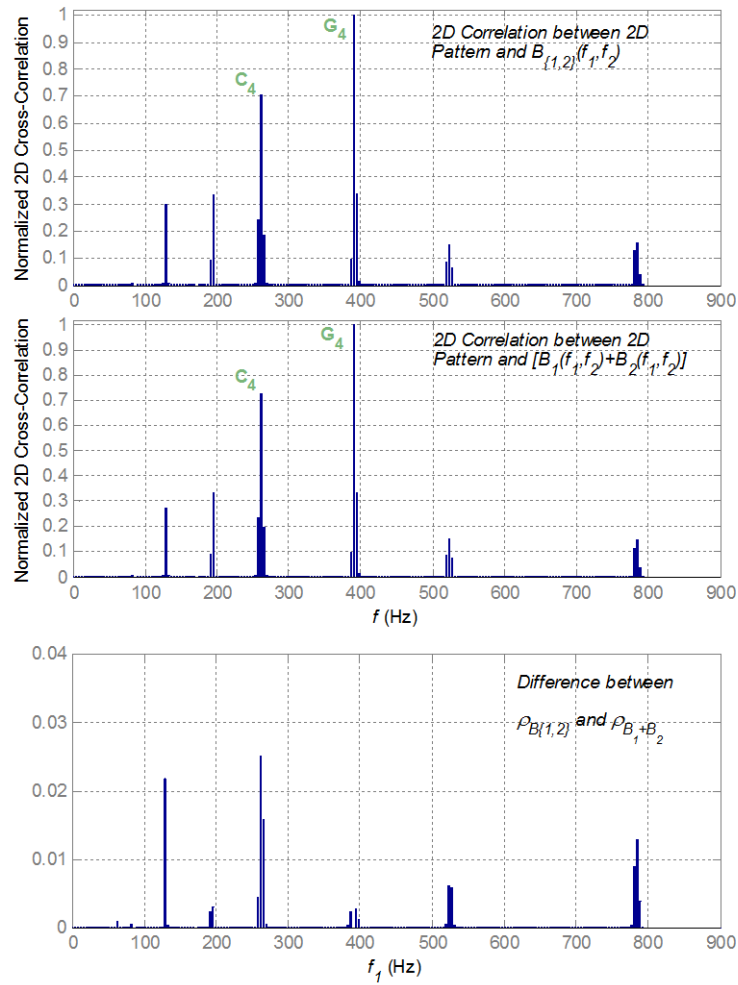 Normalized 2D Cross-Correlation
1
0.9
0.8
0.7
0.6
0.5
0.4
0.3
0.2
0.1
0
2D Correlation between 2D
Pattern and B{1,2}(f1,f2)
G4
C4
0 100 200 300 400 500 600 700 800 900
Normalized 2D Cross-Correlation
1
0.9
0.8
0.7
0.6
0.5
0.4
0.3
0.2
0.1
0
2D Correlation between 2D
Pattern and [B1(f1,f2)+B2(f1,f2)]
G4
C4
0 100 200 300 400 500 600 700 800 900
f (Hz)
0.04
0.03
0.02
0.01
0
Difference between
ρB{1,2} and ρB1+B2
0 100 200 300 400 500 600 700 800 900
f1 (Hz)